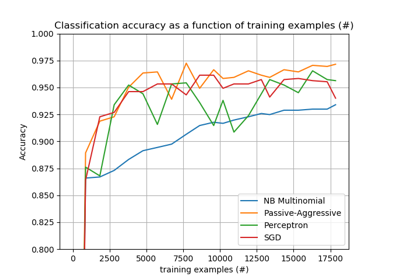 Classification accuracy as a function of training examples (#)
1.000
0.975
0.950
0.925
0.900
0.875
0.850
0.825
0.800
Accuracy
NB Multinomial
Passive-Aggressive
Perceptron
SGD
0 2500 5000 7500 10000 12500 15000 17500
training examples (#)